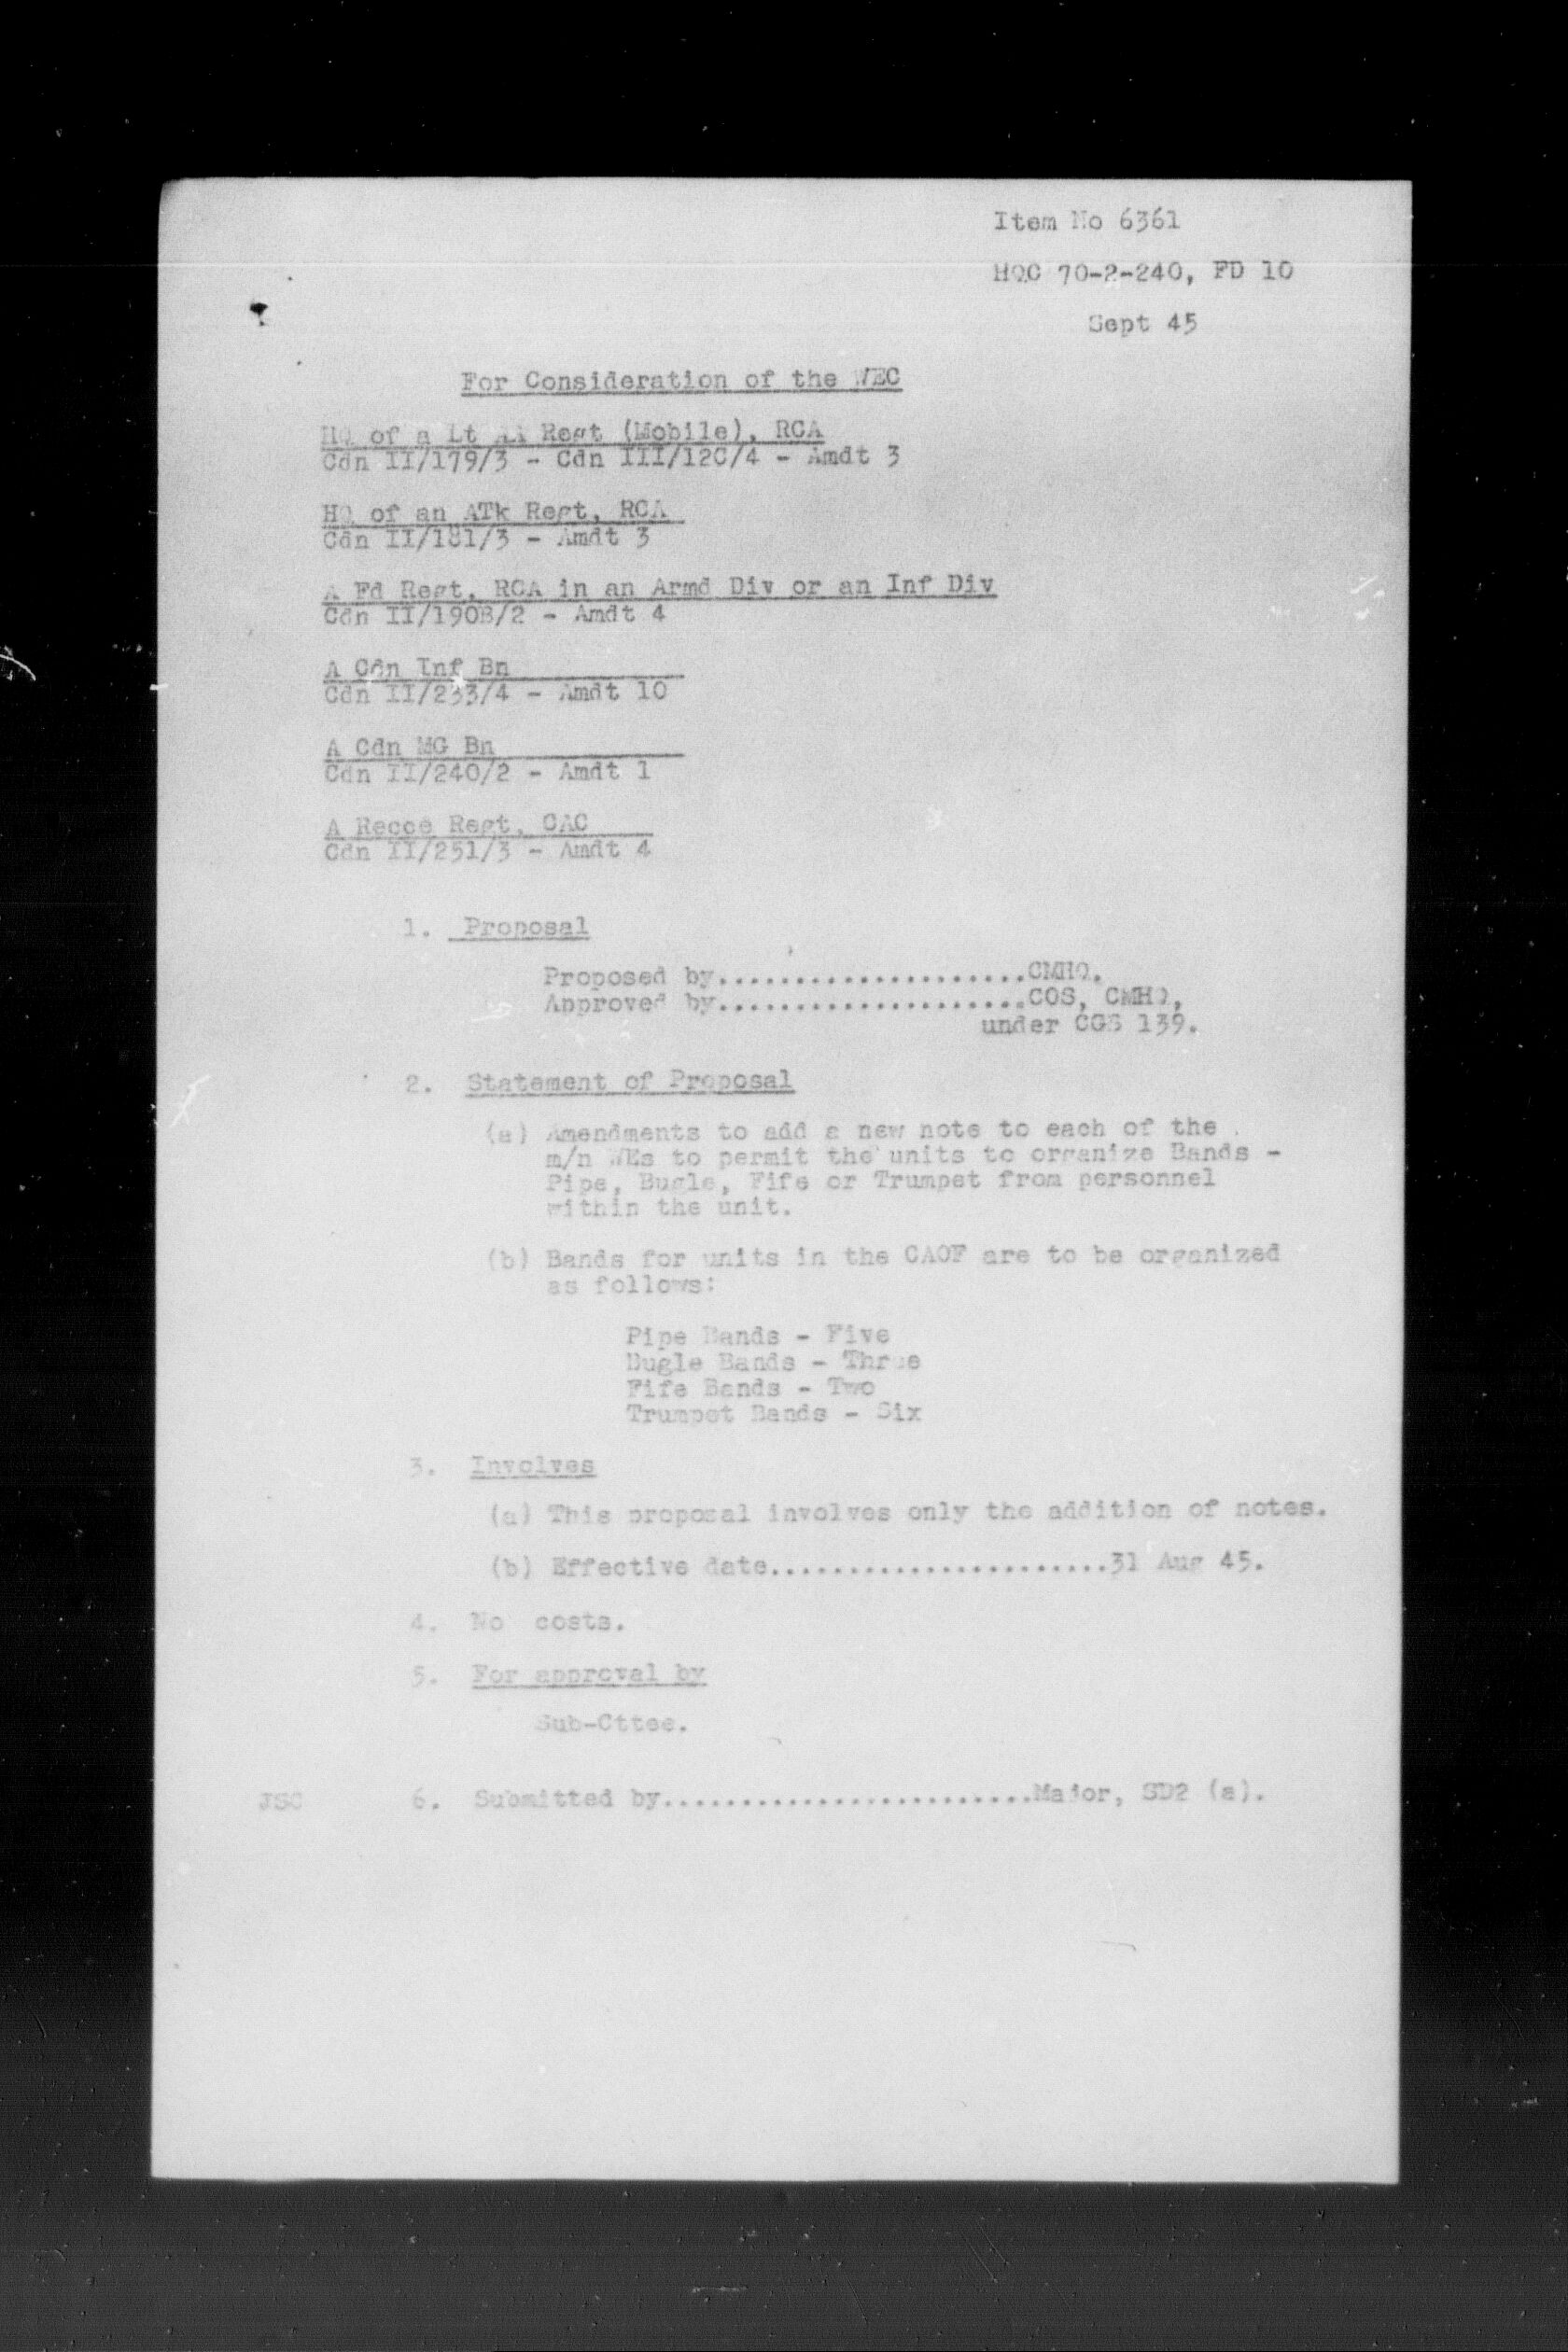 Item No 6361
HQC 70-2-240, FD 10
Sept 45
For Consideration of the WEC
HQ of a Lt AA Regt (Mobile), RCA
Cdn II/179/3 - Cdn III/12C/4 - Amdt 3
HQ of an ATk Regt, RCA
Cdn II/181/3 - Amdt 3
A Fd Regt, RCA in an Armd Div or an Inf Div
Cdn II/190B/2 - Amdt 4
A Cdn Inf Bn
Cdn II/233/4 - Amdt 10
A Cdn MG Bn
Cdn II/240/2 - Amdt 1
A Recce Regt, CAC
Cdn II/251/3 - Amdt 4
1. Proposal
Proposed by....................CMHQ.
Approved by....................COS, CMHQ,
under CGS 139.
2. Statement of Proposal
(a) Amendments to add a new note to each of the
m/n WEs to permit the units to organize Bands -
Pipe, Bugle, Fife or Trumpet from personnel
within the unit.
(b) Bands for units in the CAOF are to be organized
as follows:
Pipe Bands - Five
Bugle Bands - Three
Fife Bands - Two
Trumpet Bands - Six
3. Involves
(a) This proposal involves only the addition of notes.
(b) Effective date......................31 Aug 45.
4. No costs.
5. For approval by
Sub-Cttee.
JSC 6. Submitted by........................Major, SD2 (a).